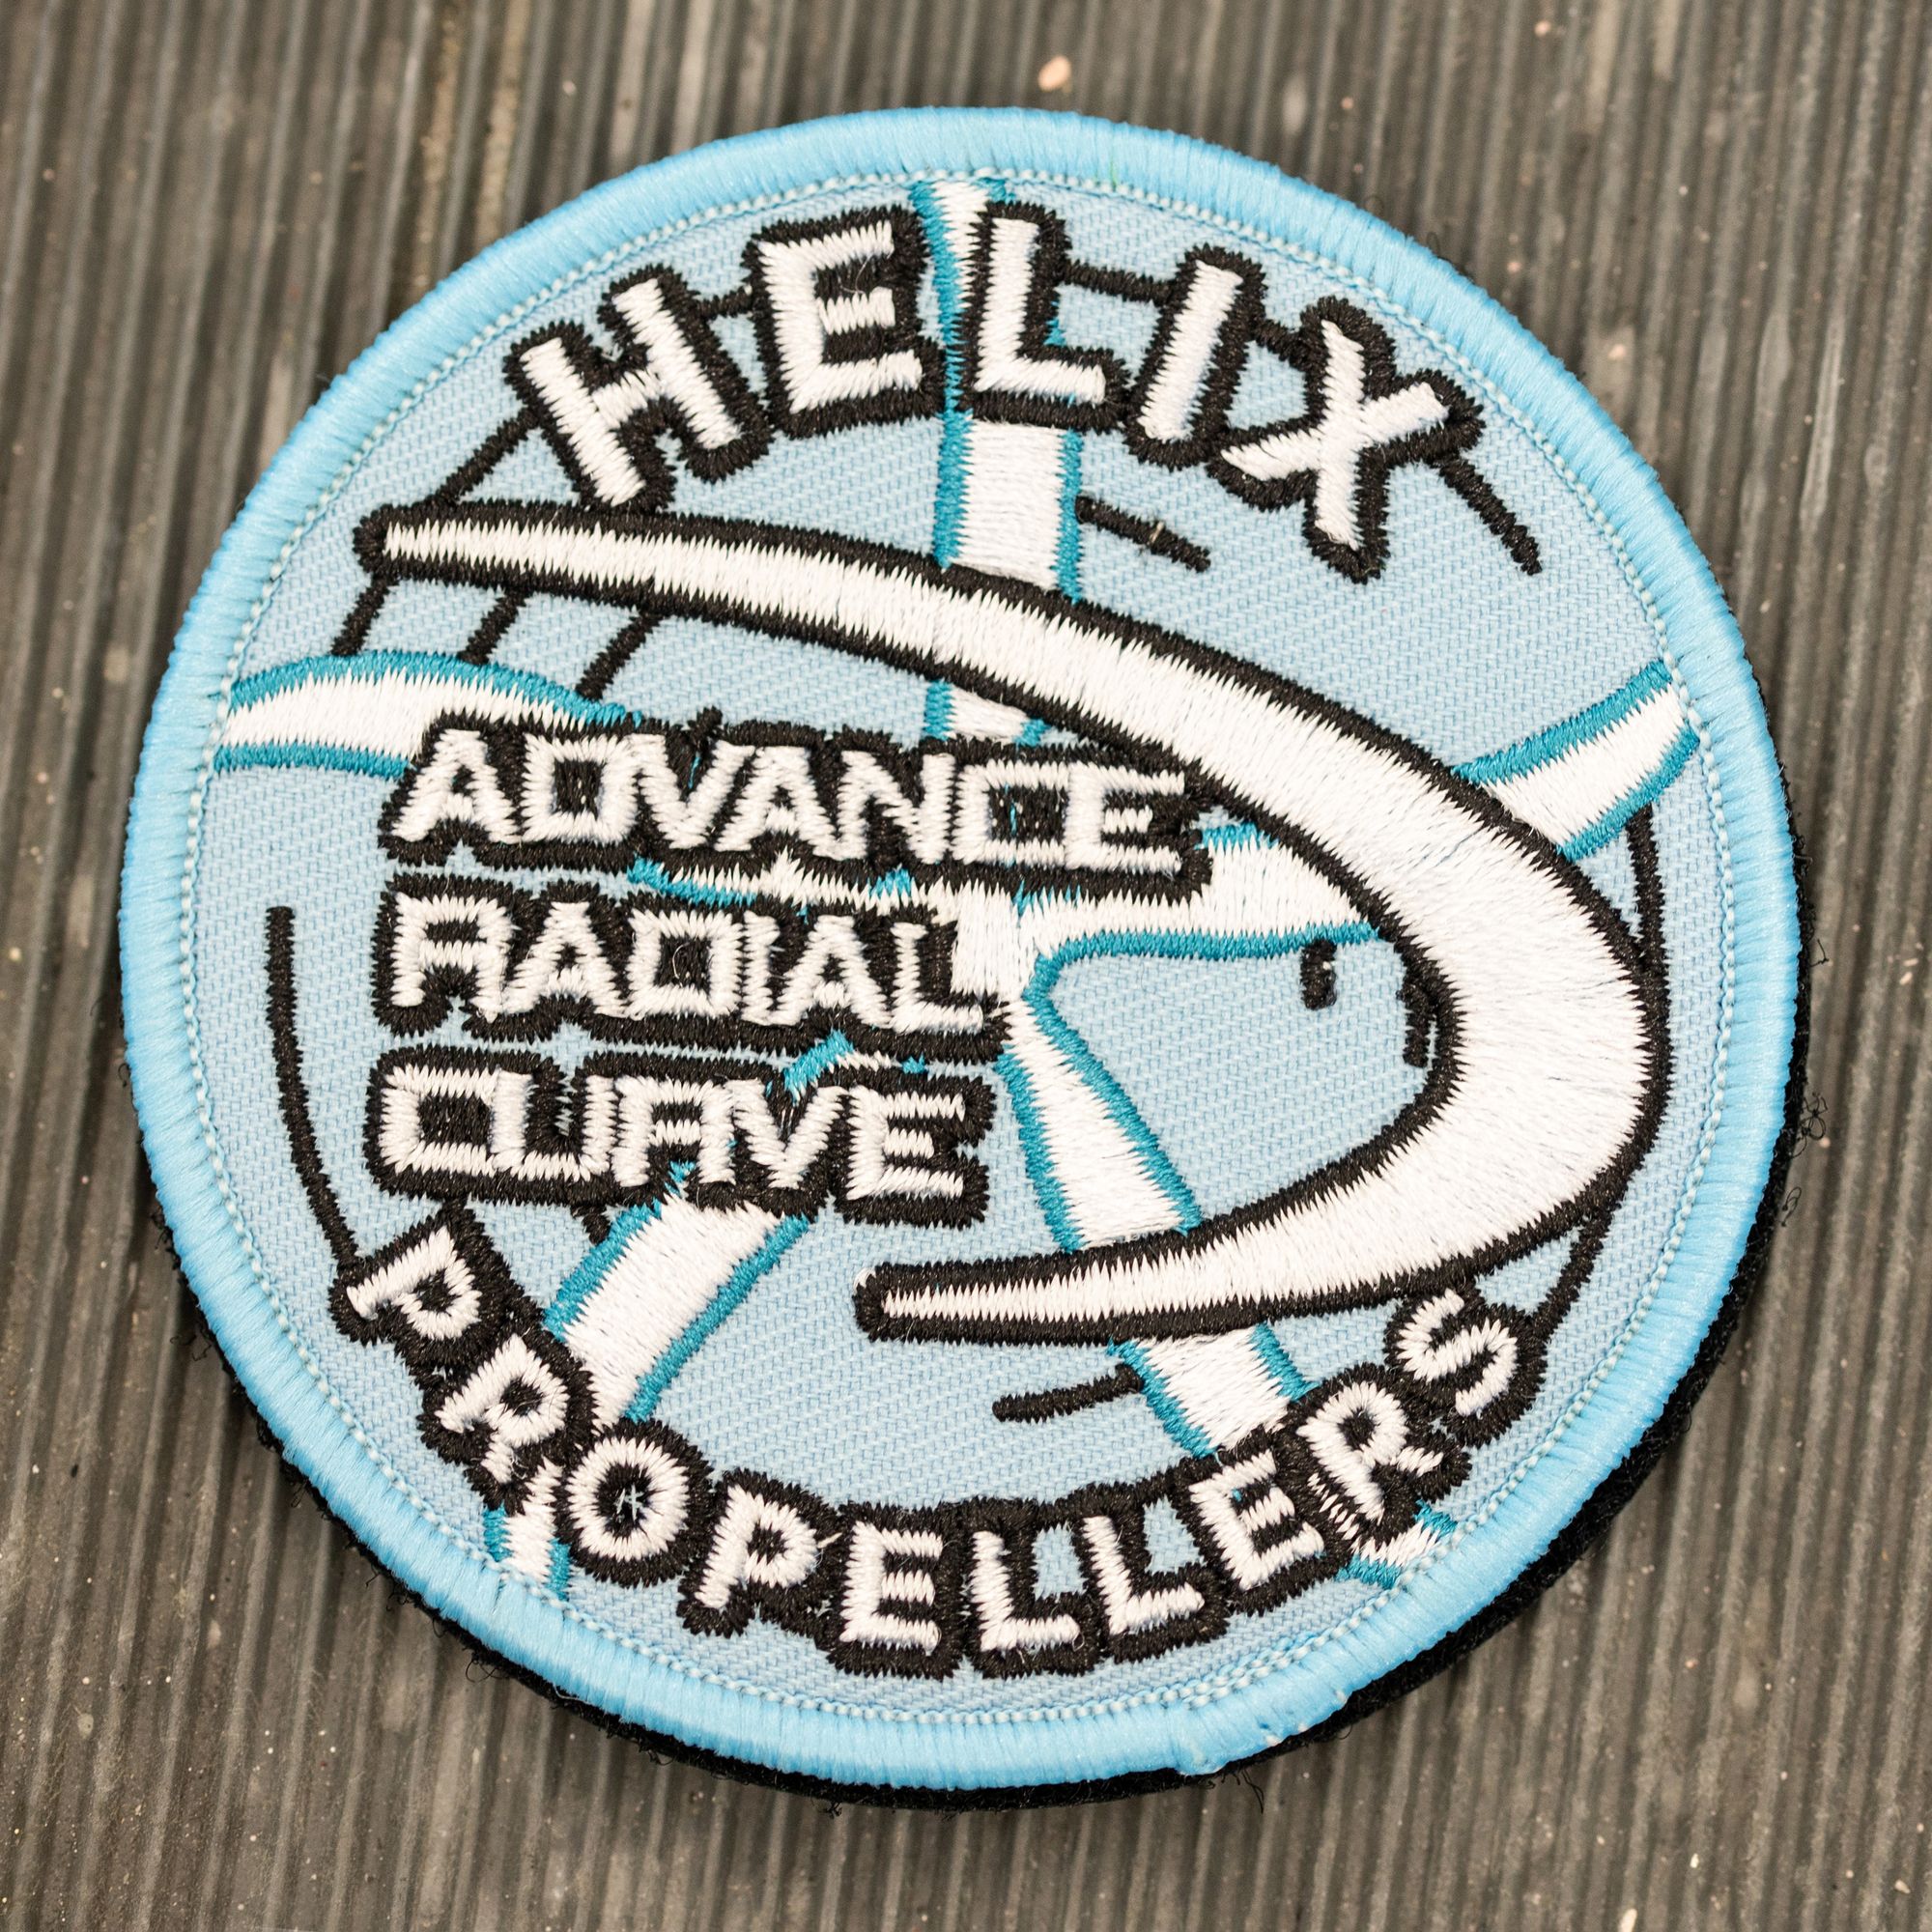 HELIX
ADVANCE
RADIAL
CURVE
PROPELLERS